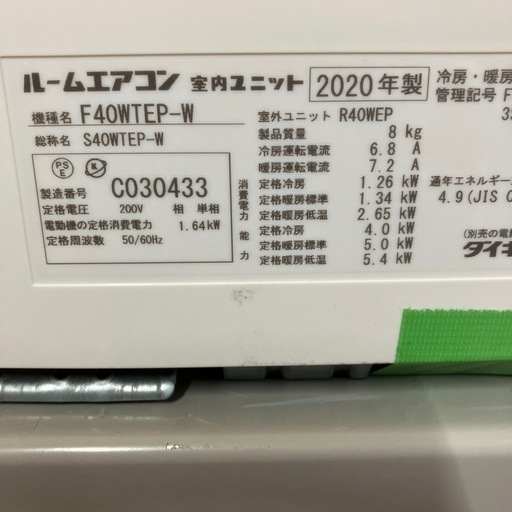 ルームエアコン 室内ユニット 2020年製 冷房・暖房
機種名 F40WTEP-W 室外ユニット R40WEP 管理記号 F
総称名 S40WTEP-W 製品質量 8 kg
冷房運転電流 6.8 A
PSE 暖房運転電流 7.2 A
製造番号 C030433
定格電圧 200V 相 単相
電動機の定格消費電力 1.64kW
定格周波数 50/60Hz
消費電力 定格冷房 1.26 kW
定格暖房標準 1.34 kW
定格暖房低温 2.65 kW
能力 定格冷房 4.0 kW
定格暖房標準 5.0 kW
定格暖房低温 5.4 kW
通年エネルギー
4.9(JIS C
(別売の電
ダイキ